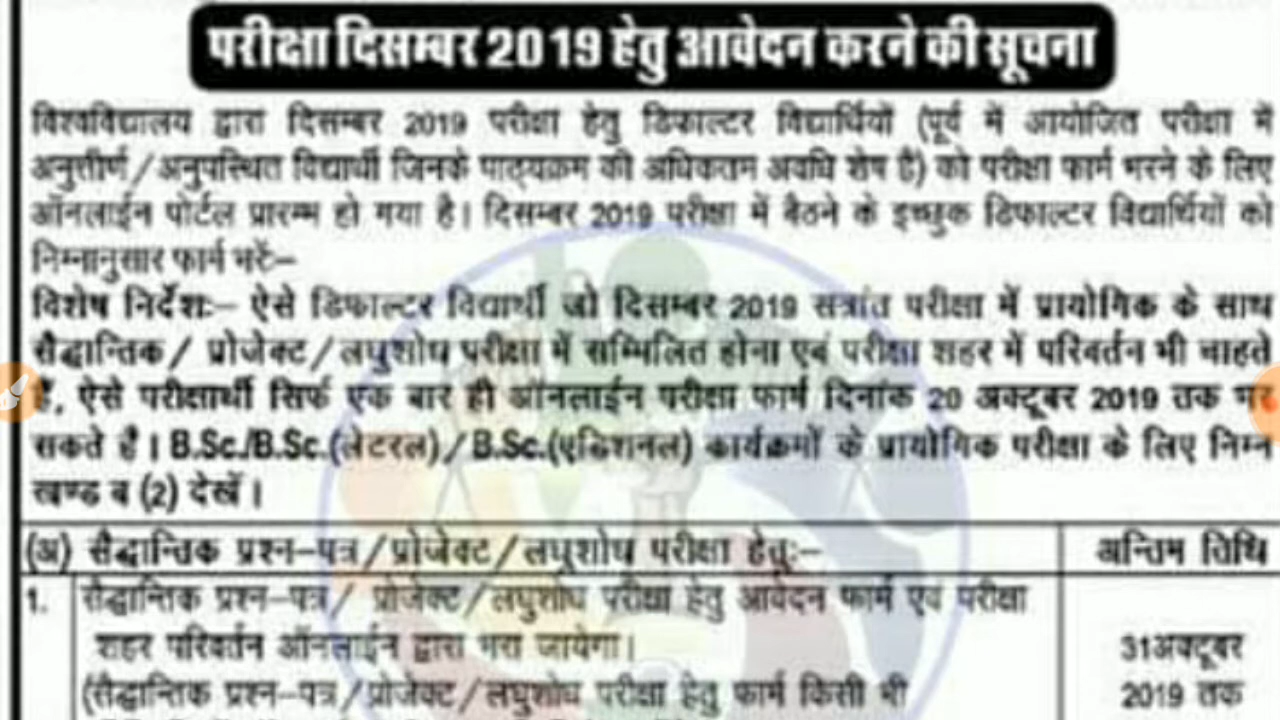 परीक्षा दिसम्बर 2019 हेतु आवेदन करने की सूचना
विश्वविद्यालय द्वारा दिसम्बर 2019 परीक्षा हेतु डिफाल्टर विद्यार्थियों (पूर्व में आयोजित परीक्षा में
अनुत्तीर्ण/अनुपस्थित विद्यार्थी जिनके पाठ्यक्रम की अधिकतम अवधि शेष है) को परीक्षा फार्म भरने के लिए
ऑनलाईन पोर्टल प्रारम्भ हो गया है। दिसम्बर 2019 परीक्षा में बैठने के इच्छुक डिफाल्टर विद्यार्थियों को
निम्नानुसार फार्म भरें–
विशेष निर्देशः– ऐसे डिफाल्टर विद्यार्थी जो दिसम्बर 2019 सत्रांत परीक्षा में प्रायोगिक के साथ
सैद्धान्तिक/ प्रोजेक्ट/लघुशोध परीक्षा में सम्मिलित होना एवं परीक्षा शहर में परिवर्तन भी चाहते
हैं, ऐसे परीक्षार्थी सिर्फ एक बार ही ऑनलाईन परीक्षा फार्म दिनांक 20 अक्टूबर 2019 तक भर
सकते है। B.Sc./B.Sc.(लेटरल)/B.Sc.(एडिशनल) कार्यक्रमों के प्रायोगिक परीक्षा के लिए निम्न
खण्ड ब (2) देखें।
(अ) सैद्धान्तिक प्रश्न–पत्र/प्रोजेक्ट/लघुशोध परीक्षा हेतुः– अन्तिम तिथि
1. सैद्धान्तिक प्रश्न–पत्र/ प्रोजेक्ट/लघुशोध परीक्षा हेतु आवेदन फार्म एवं परीक्षा
शहर परिवर्तन ऑनलाईन द्वारा भरा जायेगा। 31अक्टूबर
(सैद्धान्तिक प्रश्न–पत्र/प्रोजेक्ट/लघुशोध परीक्षा हेतु फार्म किसी भी 2019 तक